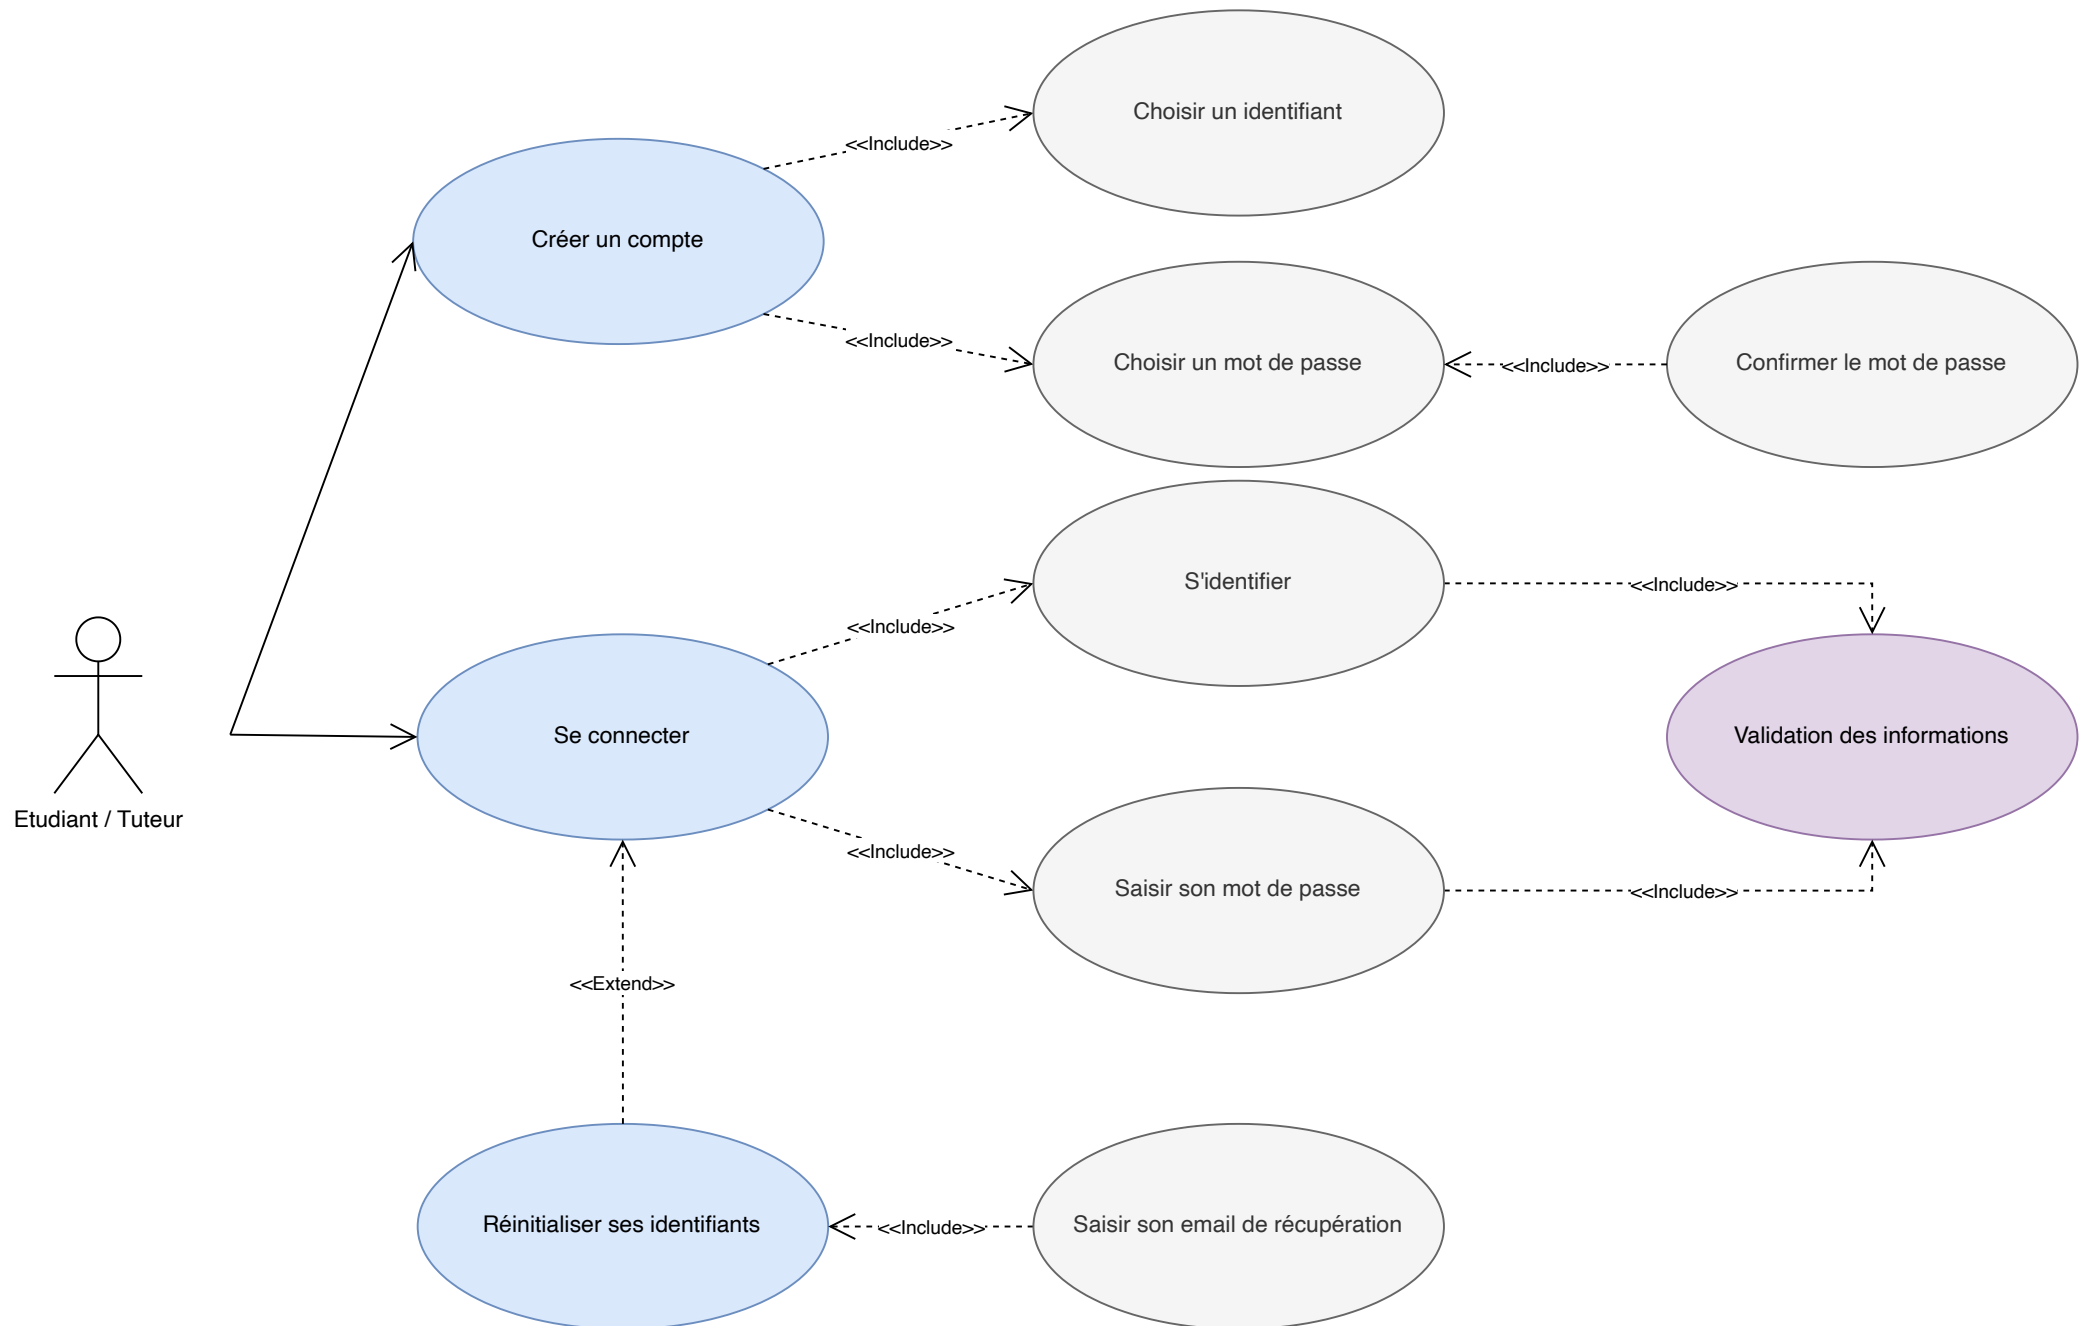 Choisir un identifiant
<<Include>>
Créer un compte
<<Include>>
Choisir un mot de passe
<<Include>>
Confirmer le mot de passe
S'identifier
<<Include>>
<<Include>>
Se connecter
Validation des informations
Etudiant / Tuteur
<<Include>>
Saisir son mot de passe
<<Include>>
<<Extend>>
Réinitialiser ses identifiants
<<Include>>
Saisir son email de récupération